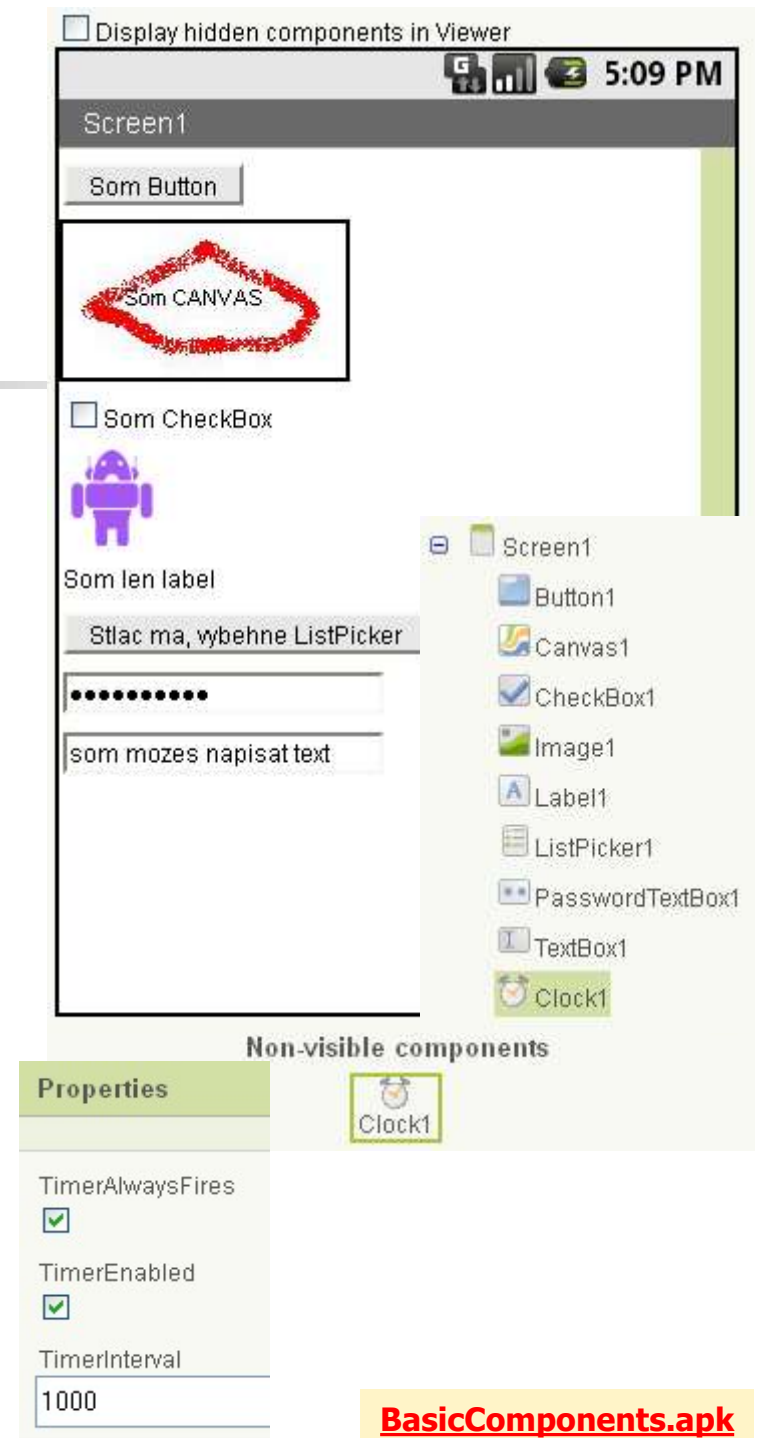 Display hidden components in Viewer
5:09 PM
Screen1
Som Button
Som CANVAS
Som CheckBox
Som len label
Stlac ma, vybehne ListPicker
••••••••••
som mozes napisat text
Screen1
Button1
Canvas1
CheckBox1
Image1
Label1
ListPicker1
PasswordTextBox1
TextBox1
Clock1
Non-visible components
Clock1
Properties
TimerAlwaysFires
TimerEnabled
TimerInterval
1000
BasicComponents.apk